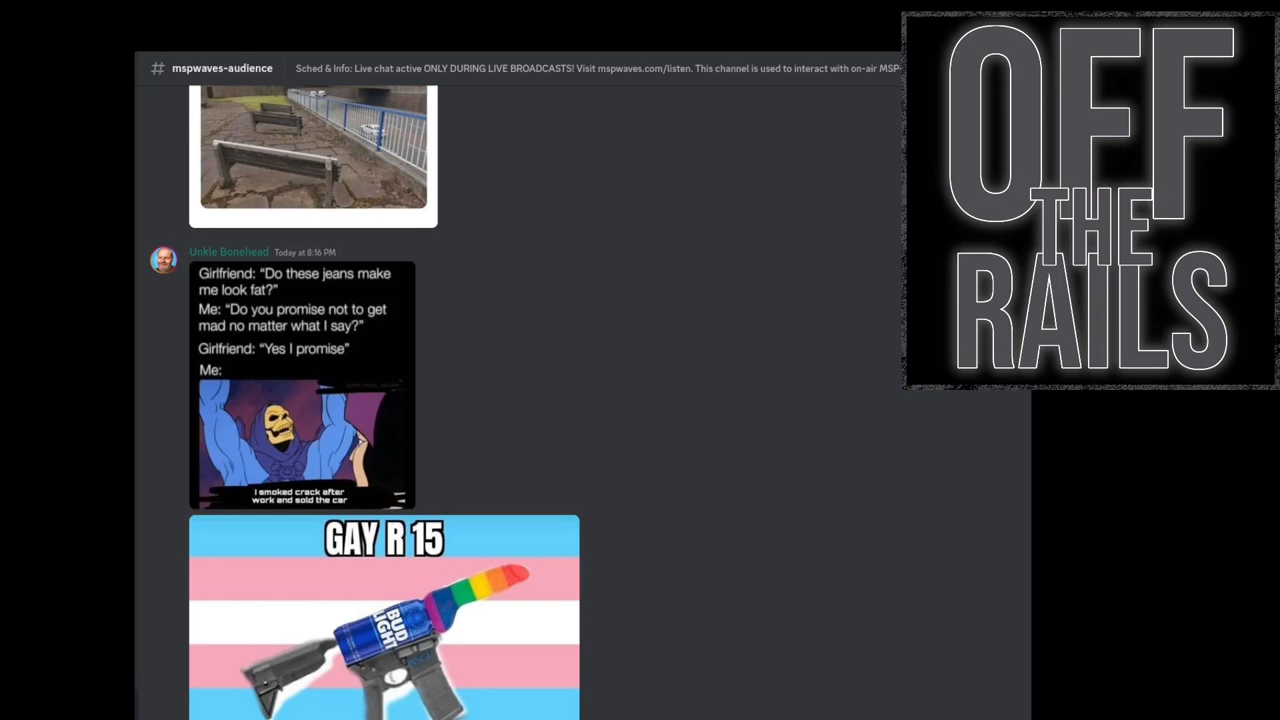 # mspwaves-audience
Sched & Info: Live chat active ONLY DURING LIVE BROADCASTS! Visit mspwaves.com/listen. This channel is used to interact with on-air MSP-
OFF
THE
RAILS
Unkle Bonehead Today at 8:16 PM
Girlfriend: “Do these jeans make
me look fat?”
Me: “Do you promise not to get
mad no matter what I say?”
Girlfriend: “Yes I promise”
Me:
I smoked crack after
work and sold the car
GAY R 15
BUD
LIGHT